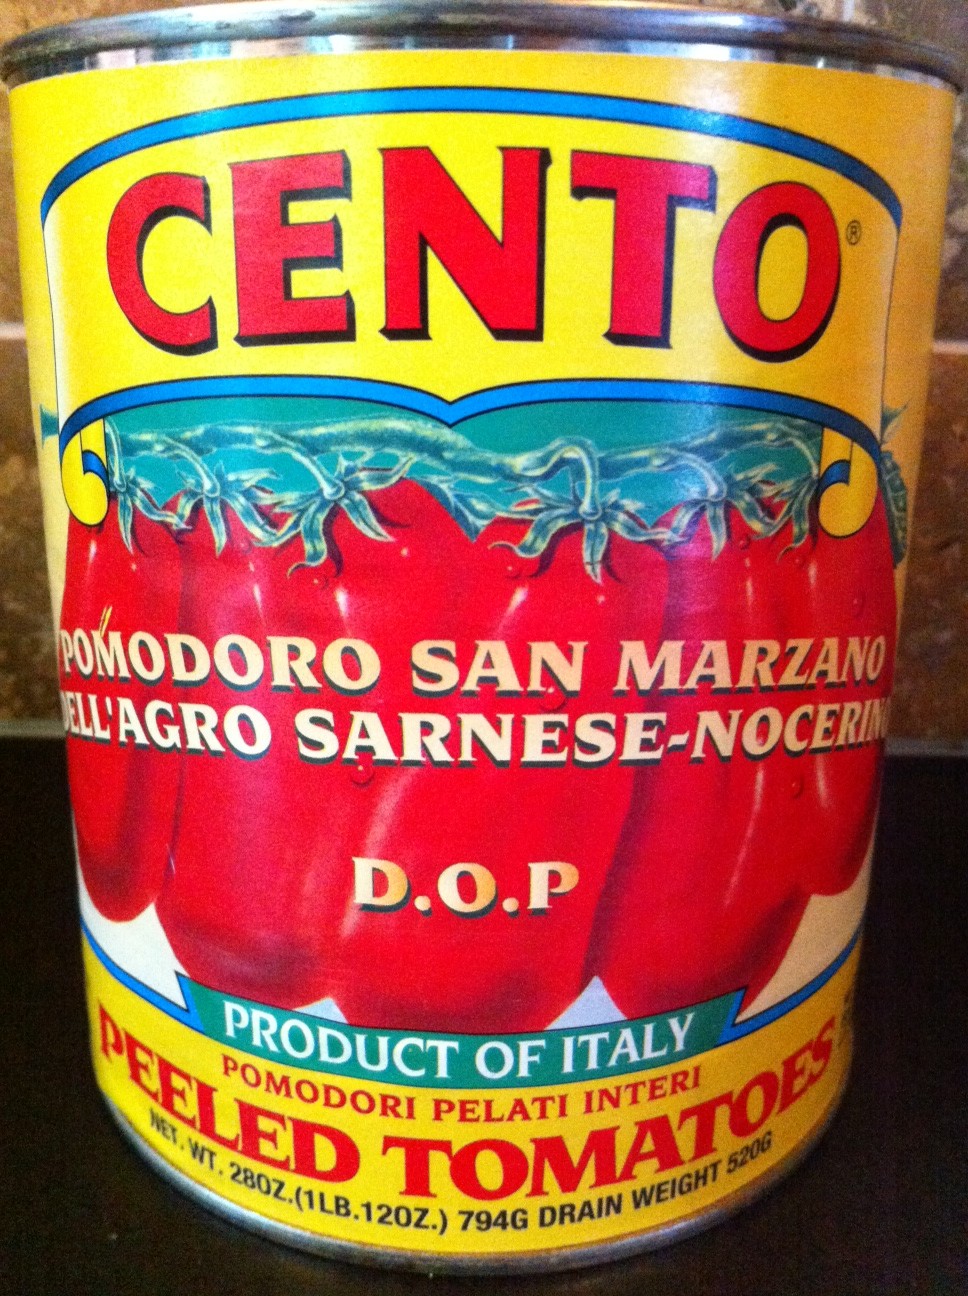 CENTO®
POMODORO SAN MARZANO
DELL'AGRO SARNESE-NOCERINO
D.O.P
PRODUCT OF ITALY
POMODORI PELATI INTERI
PEELED TOMATOES
NET. WT. 28OZ.(1LB.12OZ.) 794G DRAIN WEIGHT 520G